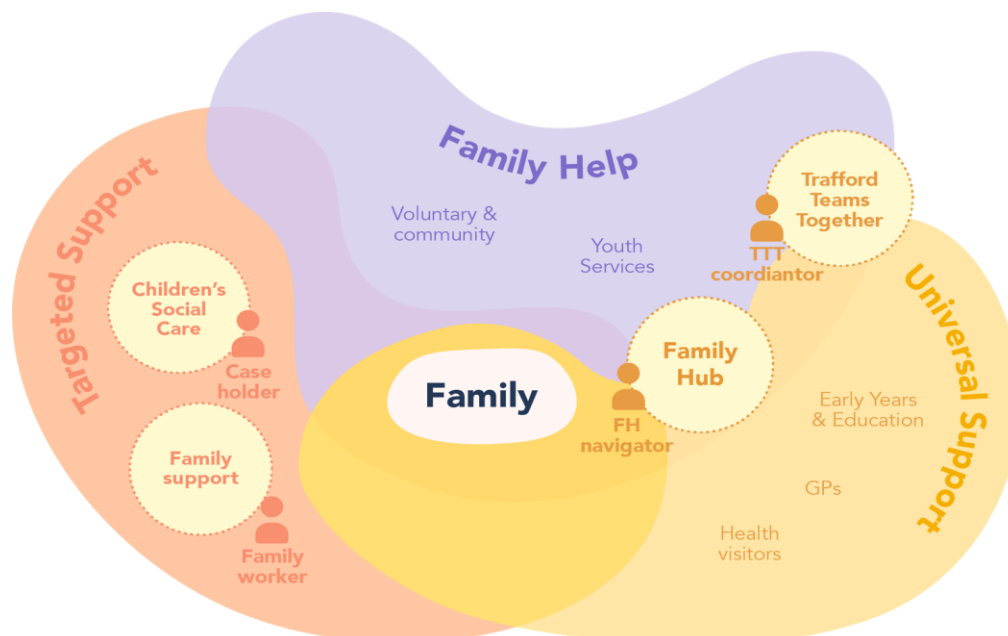 Targeted Support
Family Help
Universal Support
Voluntary &
community
Youth
Services
Trafford
Teams
Together
TTT
coordiantor
Children's
Social
Care
Case
holder
Family
Family
Hub
FH
navigator
Early Years
& Education
Family
support
Family
worker
GPs
Health
visitors